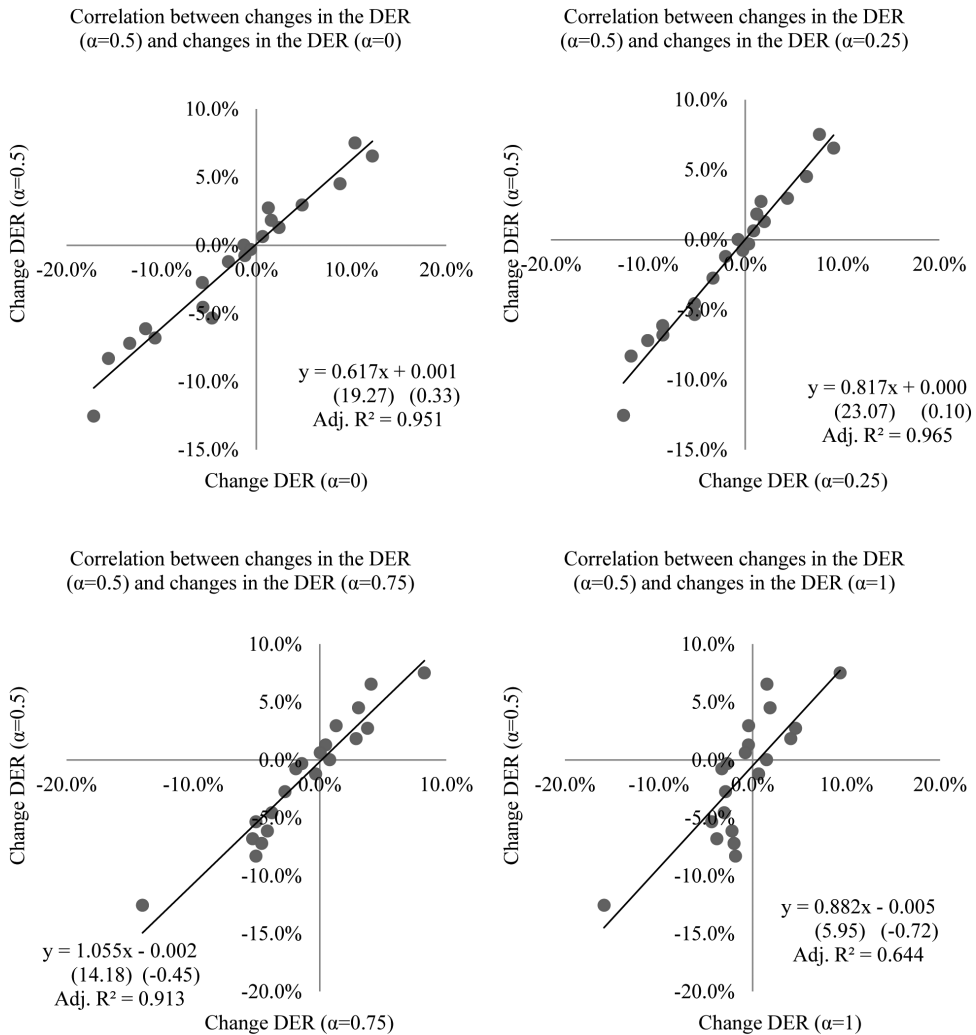 Correlation between changes in the DER
(α=0.5) and changes in the DER (α=0)
10.0%
5.0%
0.0%
-20.0%
-10.0%
0.0%
10.0%
20.0%
-5.0%
-10.0%
-15.0%
Change DER (α=0.5)
y = 0.617x + 0.001
(19.27) (0.33)
Adj. R² = 0.951
Change DER (α=0)
Correlation between changes in the DER
(α=0.5) and changes in the DER (α=0.25)
10.0%
5.0%
0.0%
-20.0%
-10.0%
0.0%
10.0%
20.0%
-5.0%
-10.0%
-15.0%
Change DER (α=0.5)
y = 0.817x + 0.000
(23.07) (0.10)
Adj. R² = 0.965
Change DER (α=0.25)
Correlation between changes in the DER
(α=0.5) and changes in the DER (α=0.75)
10.0%
5.0%
0.0%
-20.0%
-10.0%
0.0%
10.0%
-5.0%
-10.0%
-15.0%
-20.0%
Change DER (α=0.5)
y = 1.055x - 0.002
(14.18) (-0.45)
Adj. R² = 0.913
Change DER (α=0.75)
Correlation between changes in the DER
(α=0.5) and changes in the DER (α=1)
10.0%
5.0%
0.0%
-20.0%
-10.0%
0.0%
10.0%
20.0%
-5.0%
-10.0%
-15.0%
-20.0%
Change DER (α=0.5)
y = 0.882x - 0.005
(5.95) (-0.72)
Adj. R² = 0.644
Change DER (α=1)